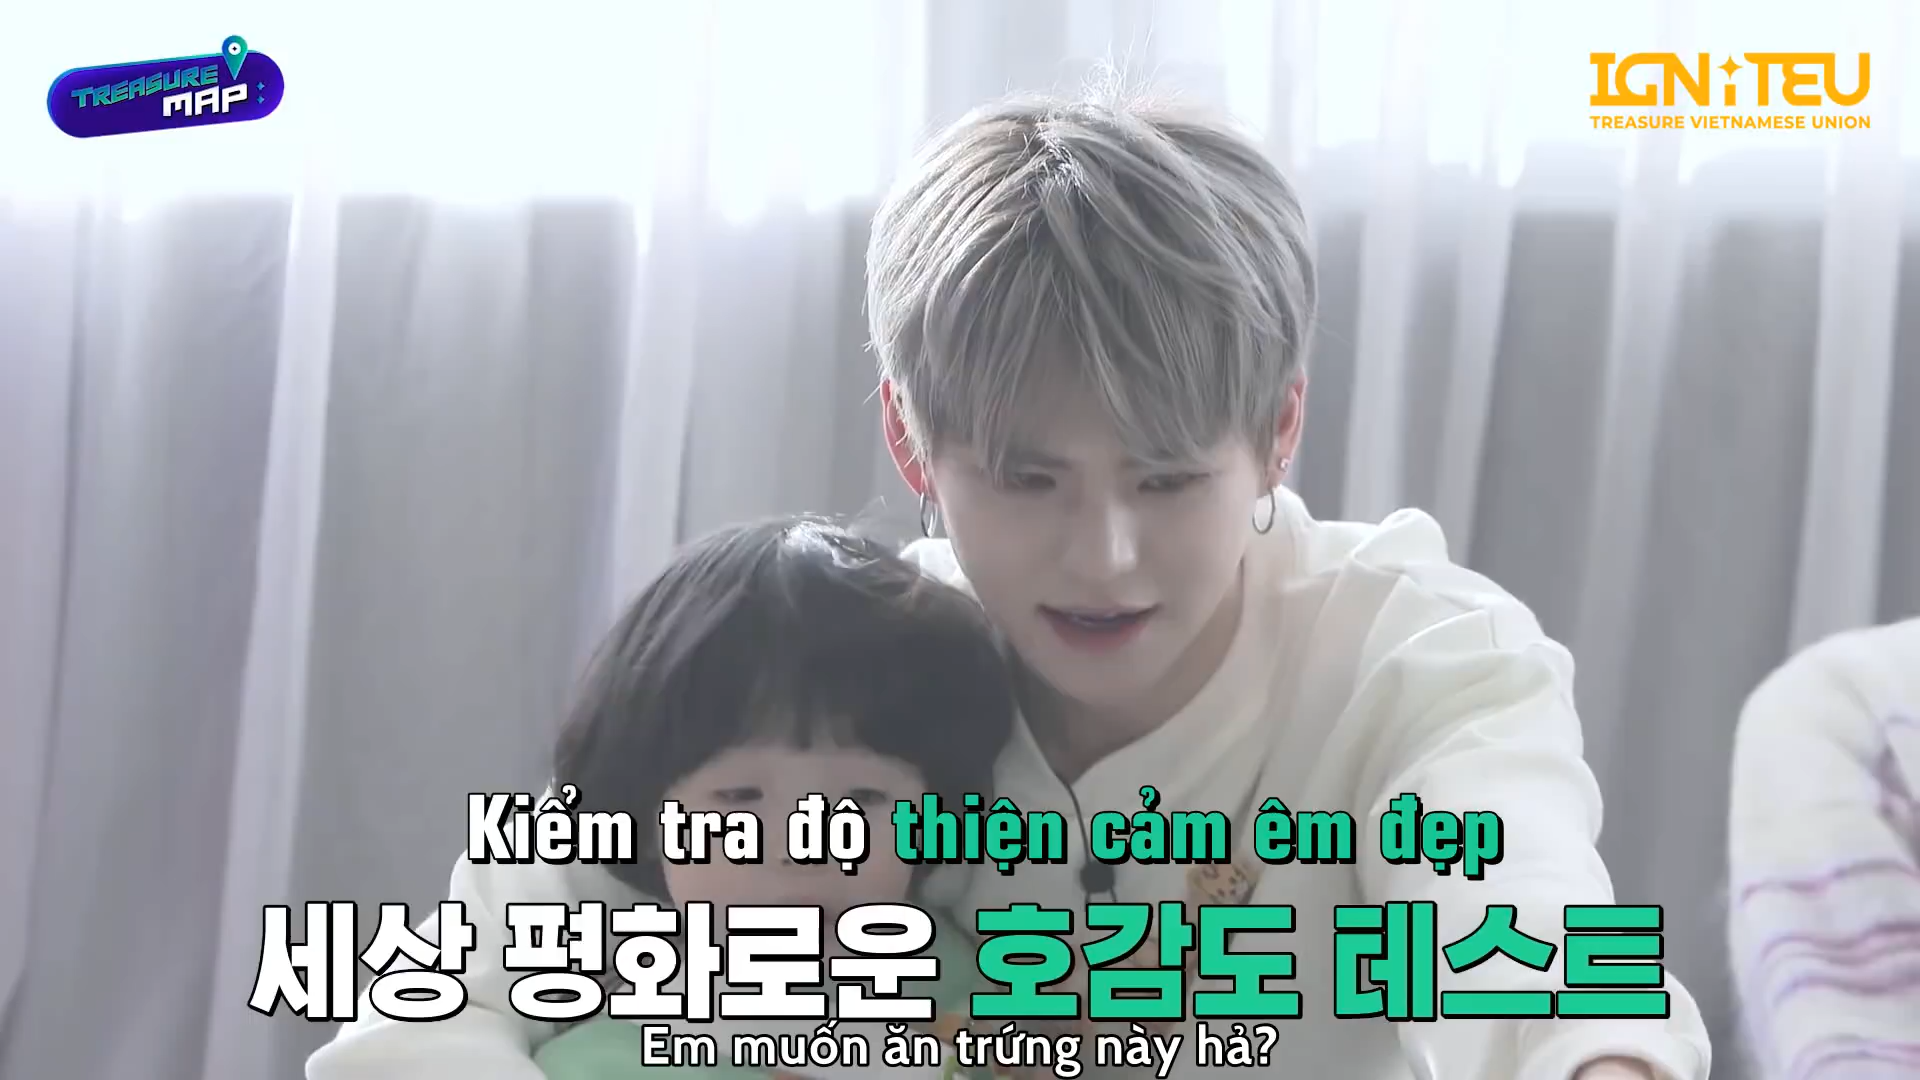 TREASURE
MAP
IGNITEU
TREASURE VIETNAMESE UNION
Kiểm tra độ thiện cảm êm đẹp
세상 평화로운 호감도 테스트
Em muốn ăn trứng này hả?